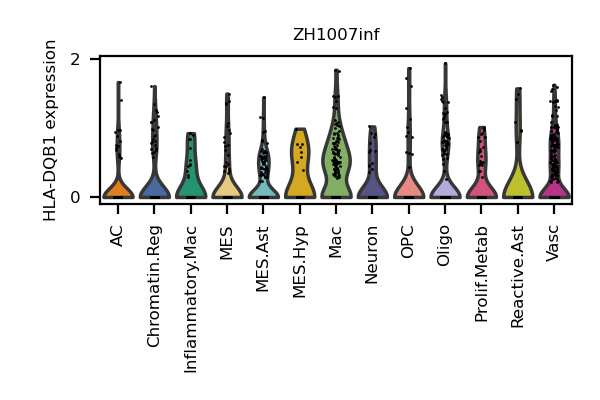 ZH1007inf
HLA-DQB1 expression
2
0
AC
Chromatin.Reg
Inflammatory.Mac
MES
MES.Ast
MES.Hyp
Mac
Neuron
OPC
Oligo
Prolif.Metab
Reactive.Ast
Vasc